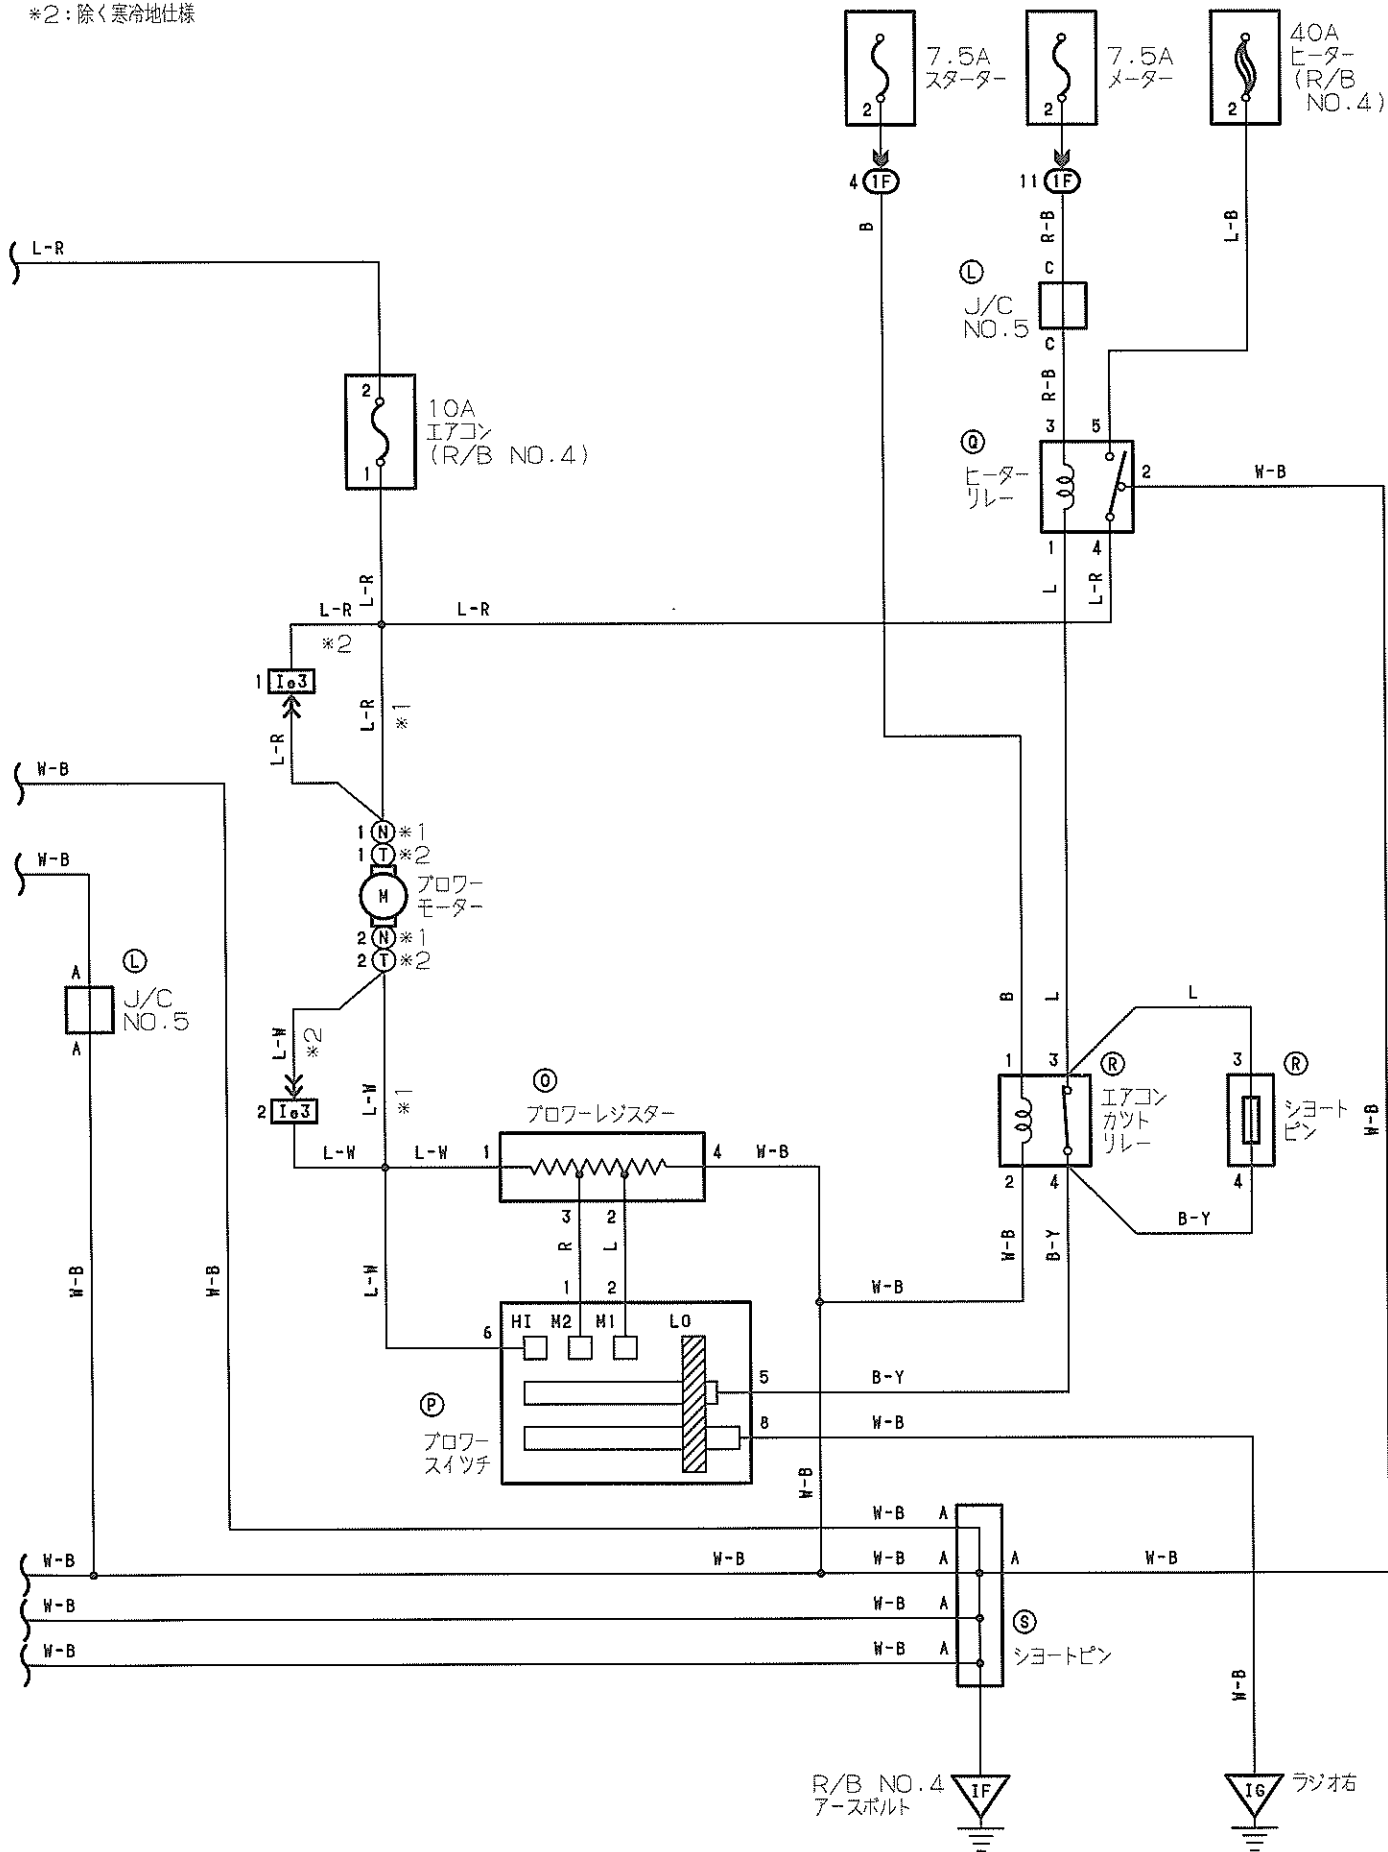 *2:除く寒冷地仕様
7.5A
スターター
7.5A
メーター
40A
ヒーター
(R/B
NO.4)
2
2
2
4 1F
11 1F
B
R-B
L-B
L-R
C
L
J/C
NO.5
C
R-B
2
10A
エアコン
(R/B NO.4)
1
3
5
Q
ヒーター
リレー
2
W-B
1
4
L
L-R
L-R
L-R
L-R
*2
1 Ie3
L-R
*1
L-R
W-B
1 N *1
1 T *2
W-B
M
ブロワー
モーター
2 N *1
2 T *2
L
A
J/C
NO.5
A
B
L
L
L-W
*2
L-W
*1
2 Ie3
1
3
R
エアコン
カット
リレー
3
R
ショート
ピン
W-B
O
ブロワーレジスター
L-W
L-W
1
4
W-B
2
4
4
3
2
R
L
W-B
B-Y
B-Y
W-B
W-B
L-W
1
2
W-B
6
HI
M2
M1
LO
5
B-Y
P
ブロワー
スイッチ
8
W-B
W-B
W-B
A
W-B
W-B
W-B
A
A
W-B
W-B
W-B
A
S
ショートピン
W-B
W-B
A
W-B
R/B NO.4
アースボルト
IF
IG
ラジオ右